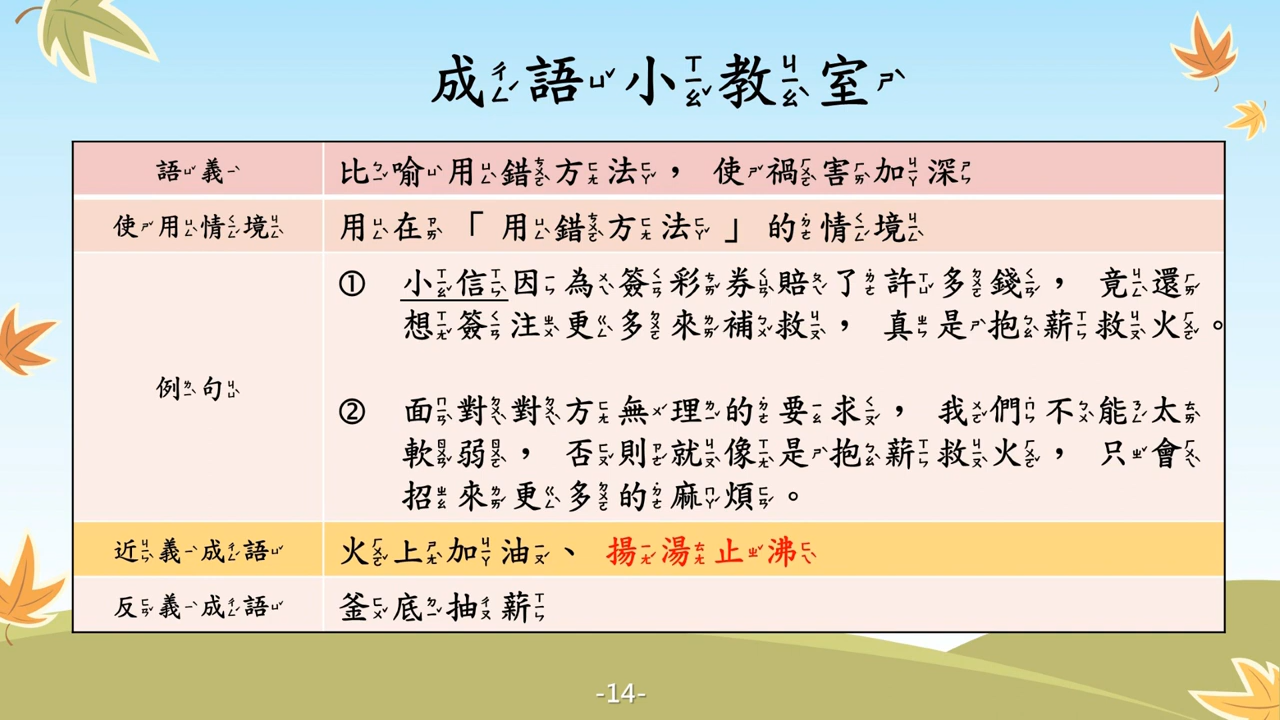 成語小教室
語義 比喻用錯方法，使禍害加深
使用情境 用在「用錯方法」的情境
例句
① 小信因為簽彩券賠了許多錢，竟還
想簽注更多來補救，真是抱薪救火。
② 面對對方無理的要求，我們不能太
軟弱，否則就像是抱薪救火，只會
招來更多的麻煩。
近義成語 火上加油、揚湯止沸
反義成語 釜底抽薪
-14-